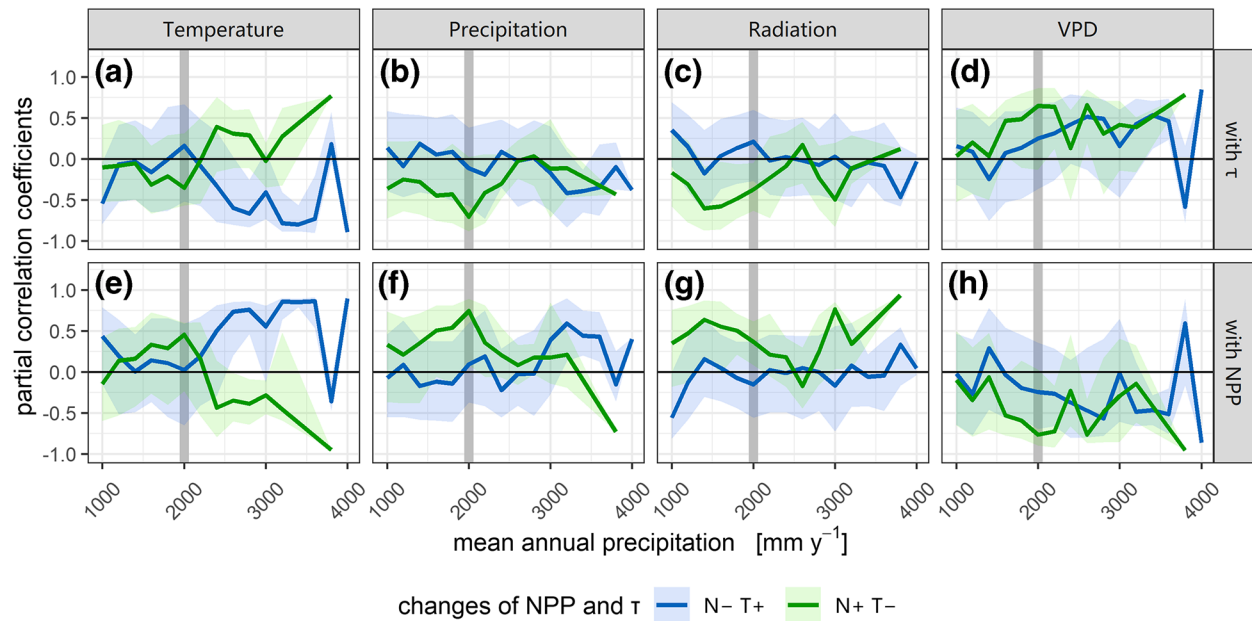 Temperature Precipitation Radiation VPD
(a) (b) (c) (d)
1.0
0.5
0.0
-0.5
-1.0
with τ
(e) (f) (g) (h)
1.0
0.5
0.0
-0.5
-1.0
with NPP
partial correlation coefficients
1000 2000 3000 4000 1000 2000 3000 4000 1000 2000 3000 4000 1000 2000 3000 4000
mean annual precipitation [mm y⁻¹]
changes of NPP and τ N− T+ N+ T−